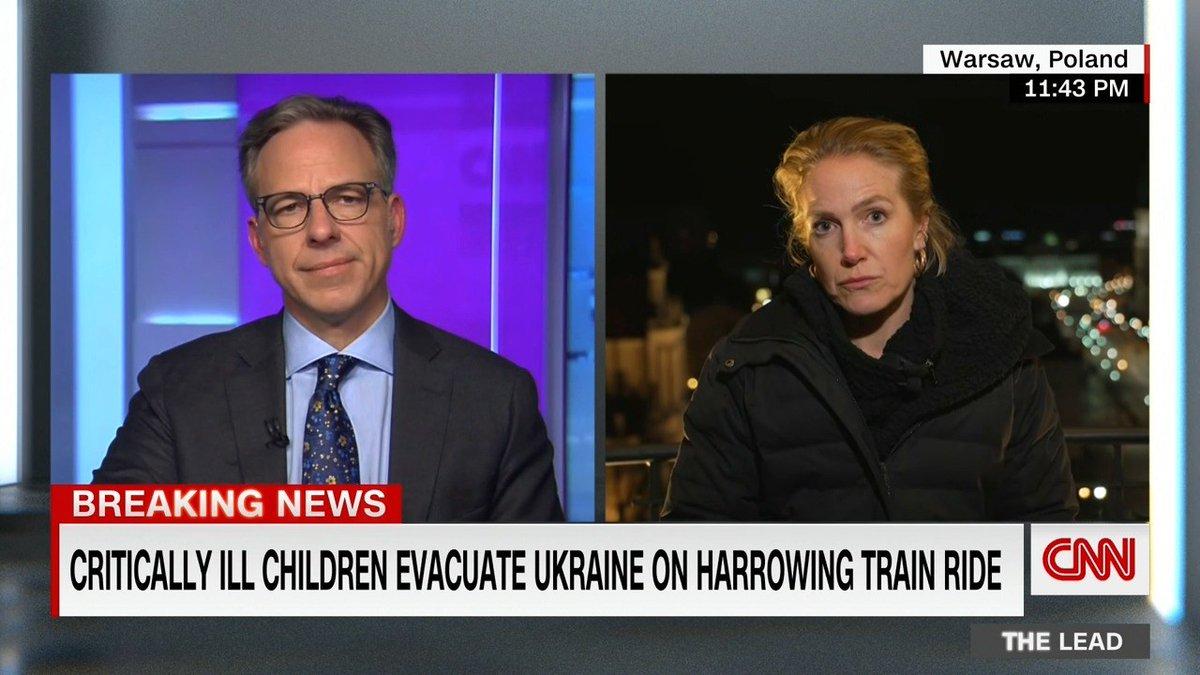 Warsaw, Poland
11:43 PM
BREAKING NEWS
CRITICALLY ILL CHILDREN EVACUATE UKRAINE ON HARROWING TRAIN RIDE
CNN
THE LEAD